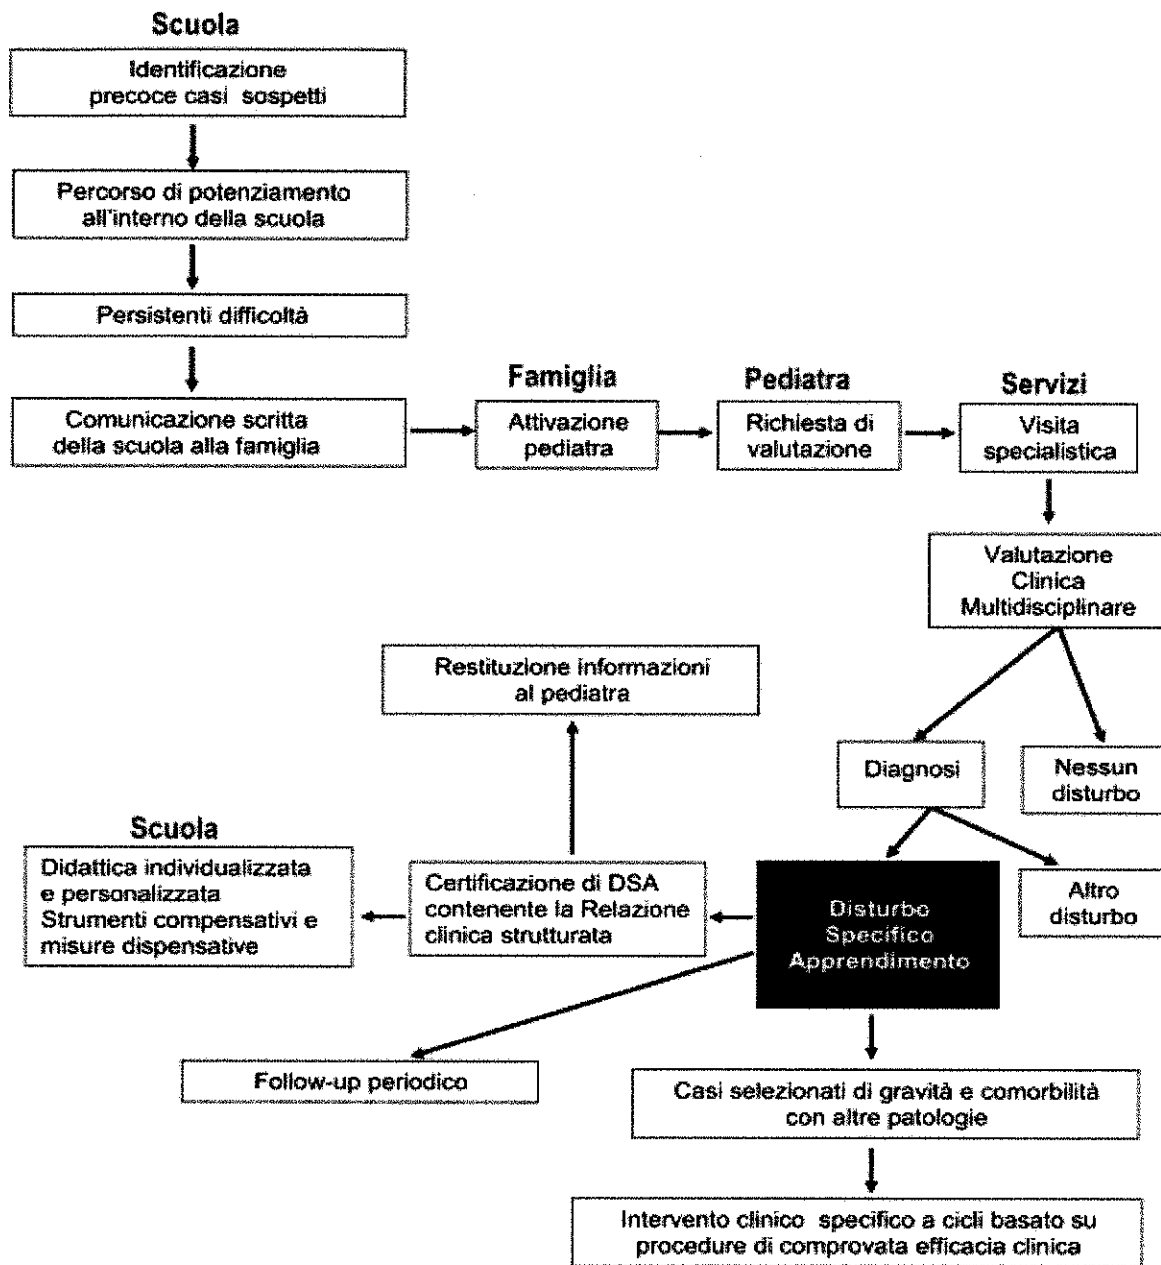 Scuola
Identificazione
precoce casi sospetti
Percorso di potenziamento
all'interno della scuola
Persistenti difficoltà
Comunicazione scritta
della scuola alla famiglia
Famiglia
Attivazione
pediatra
Pediatra
Richiesta di
valutazione
Servizi
Visita
specialistica
Valutazione
Clinica
Multidisciplinare
Restituzione informazioni
al pediatra
Diagnosi
Nessun
disturbo
Scuola
Didattica individualizzata
e personalizzata
Strumenti compensativi e
misure dispensative
Certificazione di DSA
contenente la Relazione
clinica strutturata
Disturbo
Specifico
Apprendimento
Altro
disturbo
Follow-up periodico
Casi selezionati di gravità e comorbilità
con altre patologie
Intervento clinico specifico a cicli basato su
procedure di comprovata efficacia clinica